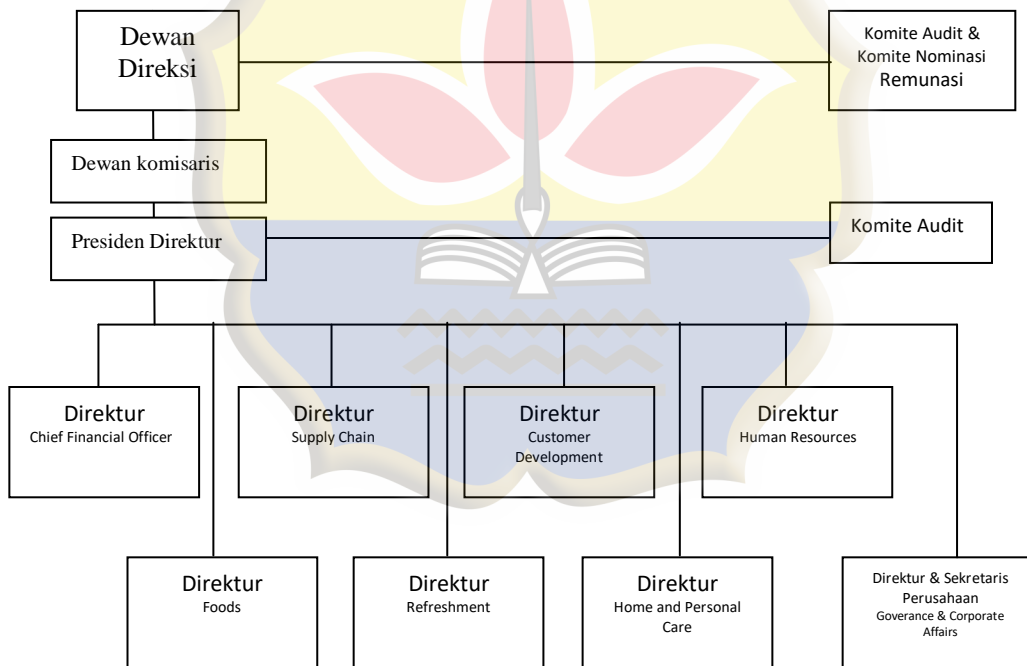 Dewan
Direksi
Komite Audit &
Komite Nominasi
Remunasi
Dewan komisaris
Presiden Direktur
Komite Audit
Direktur
Chief Financial Officer
Direktur
Supply Chain
Direktur
Customer
Development
Direktur
Human Resources
Direktur
Foods
Direktur
Refreshment
Direktur
Home and Personal
Care
Direktur & Sekretaris
Perusahaan
Goverance & Corporate
Affairs